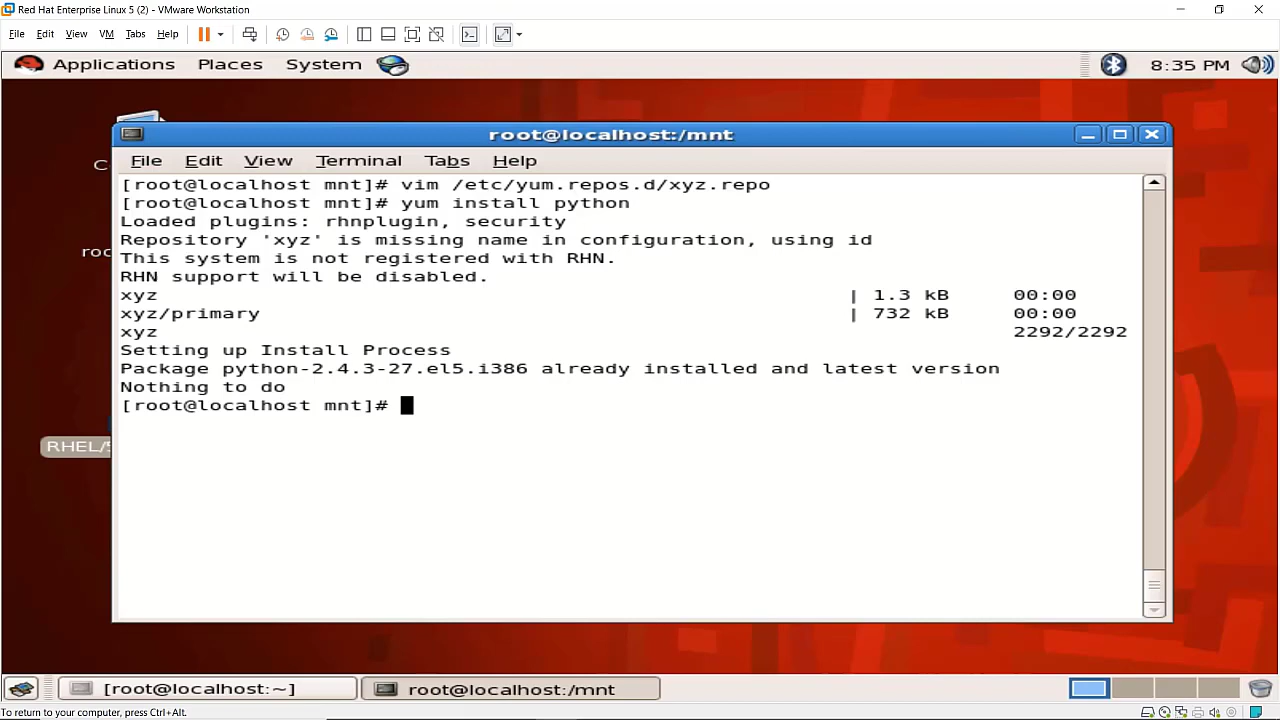 Red Hat Enterprise Linux 5 (2) - VMware Workstation
File Edit View VM Tabs Help
Applications Places System 8:35 PM
root@localhost:/mnt
File Edit View Terminal Tabs Help
[root@localhost mnt]# vim /etc/yum.repos.d/xyz.repo
[root@localhost mnt]# yum install python
Loaded plugins: rhnplugin, security
Repository 'xyz' is missing name in configuration, using id
This system is not registered with RHN.
RHN support will be disabled.
xyz | 1.3 kB 00:00
xyz/primary | 732 kB 00:00
xyz 2292/2292
Setting up Install Process
Package python-2.4.3-27.el5.i386 already installed and latest version
Nothing to do
[root@localhost mnt]#
RHEL/
[root@localhost:~] root@localhost:/mnt
To return to your computer, press Ctrl+Alt.